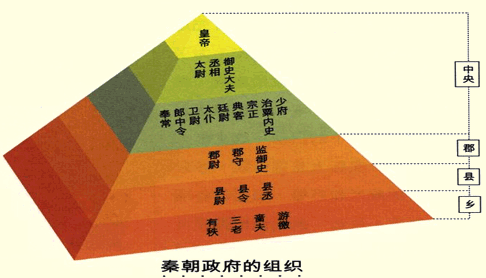 皇帝
太尉
丞相
御史大夫
奉常
郎中令
卫尉
太仆
廷尉
典客
宗正
治粟内史
少府
郡尉
郡守
监御史
县尉
县令
县丞
有秩
三老
啬夫
游徼
中央
郡
县
乡
秦朝政府的组织